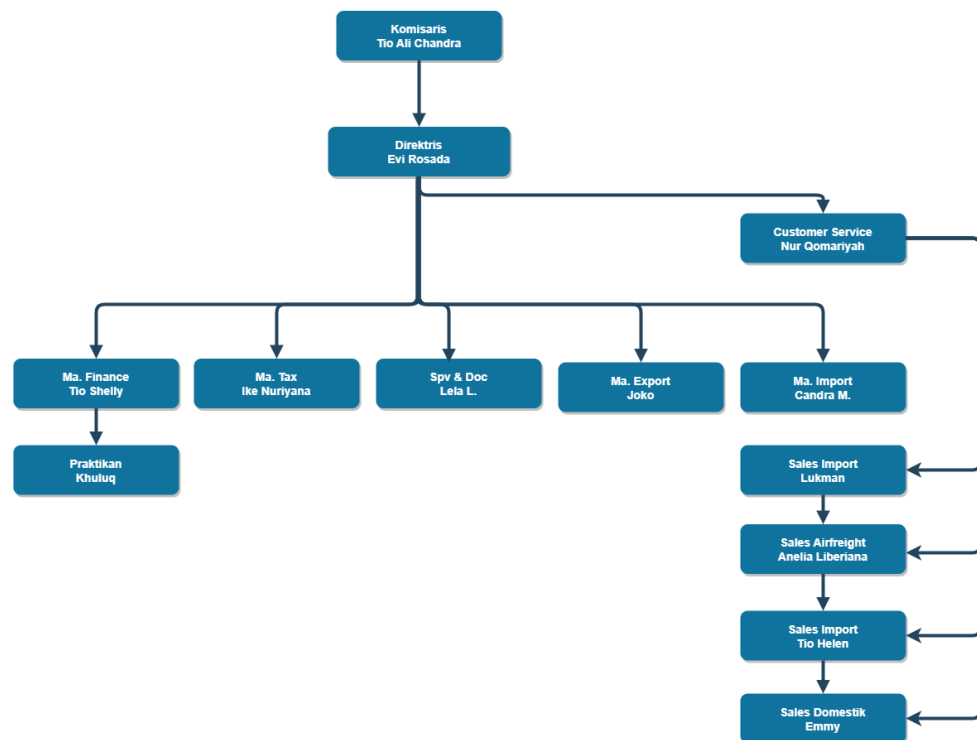 Komisaris
Tio Ali Chandra
Direktris
Evi Rosada
Customer Service
Nur Qomariyah
Ma. Finance
Tio Shelly
Ma. Tax
Ike Nuriyana
Spv & Doc
Lela L.
Ma. Export
Joko
Ma. Import
Candra M.
Praktikan
Khuluq
Sales Import
Lukman
Sales Airfreight
Anelia Liberiana
Sales Import
Tio Helen
Sales Domestik
Emmy